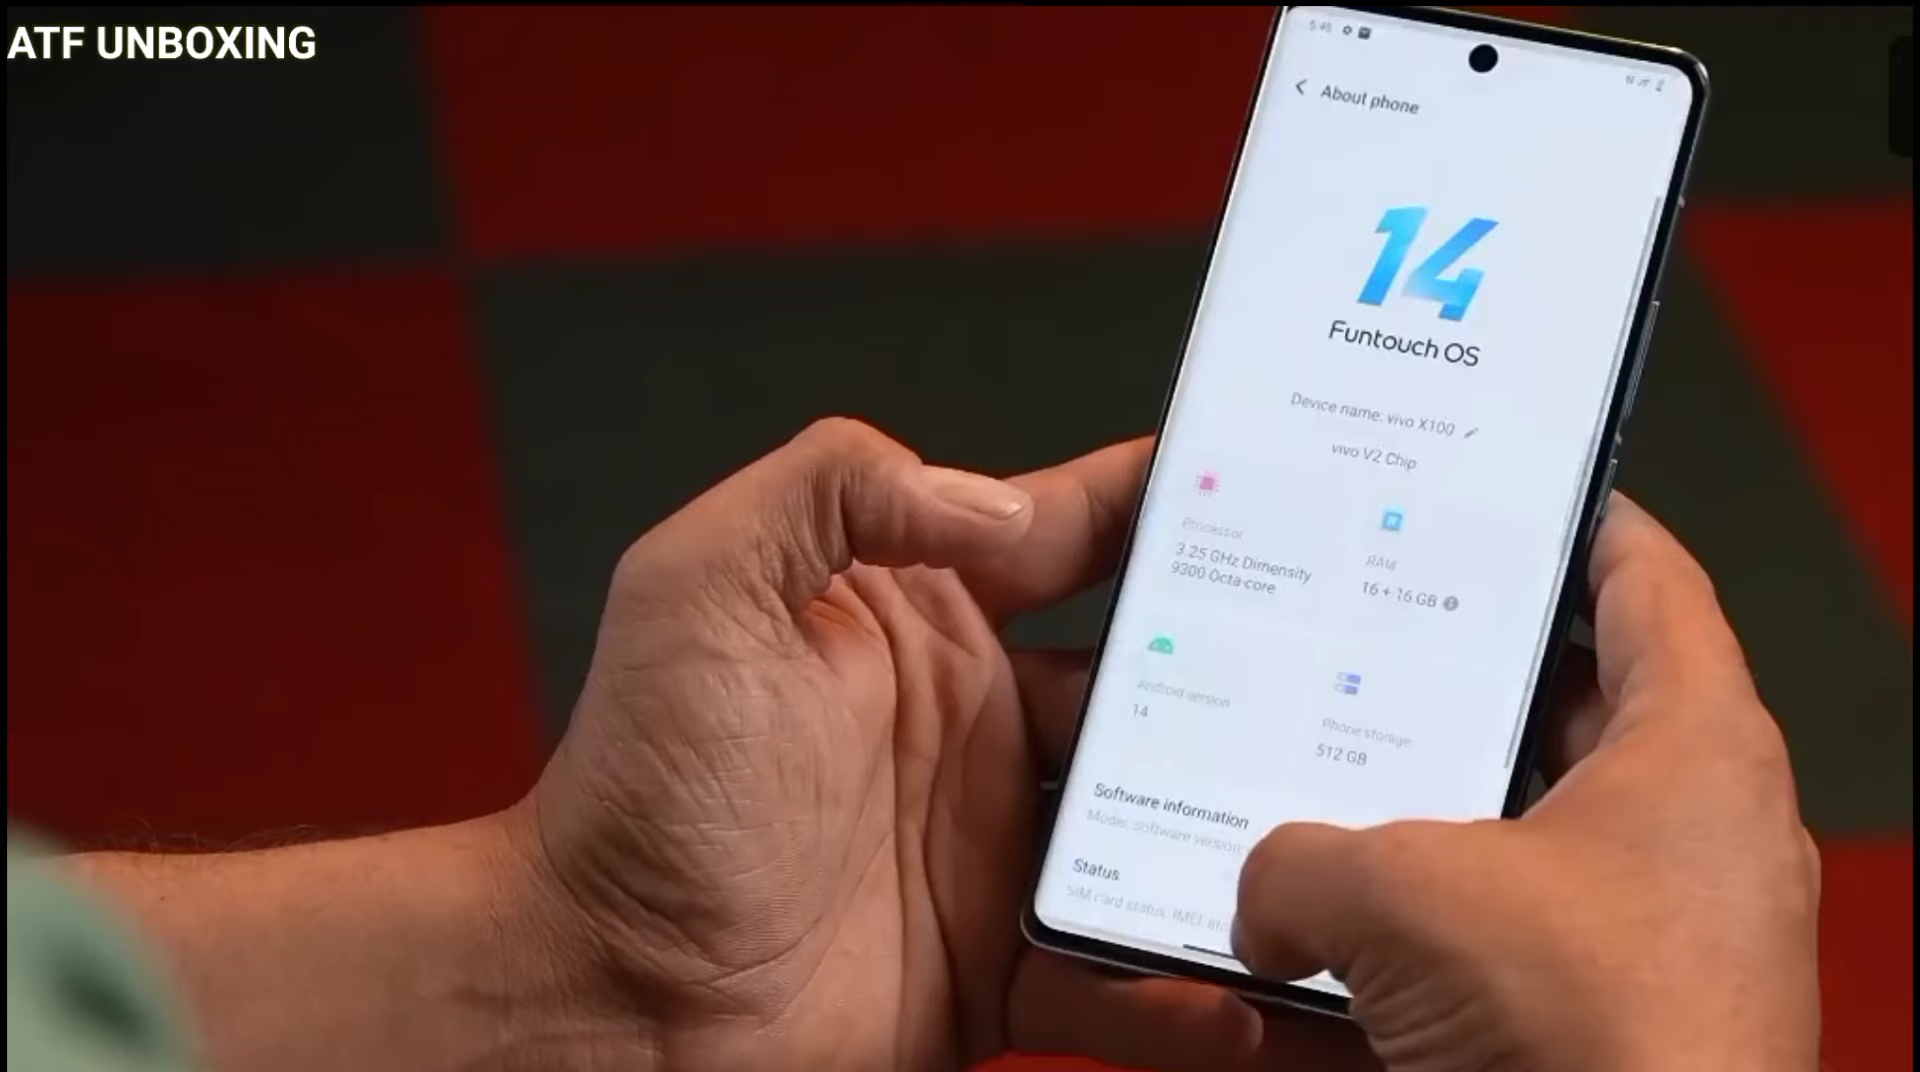 ATF UNBOXING
5:45
About phone
14
Funtouch OS
Device name: vivo X100
vivo V2 Chip
Processor
3.25 GHz Dimensity
9300 Octa-core
RAM
16 + 16 GB
Android version
14
Phone storage
512 GB
Software information
Model, software version,
Status
SIM card status, IMEI,